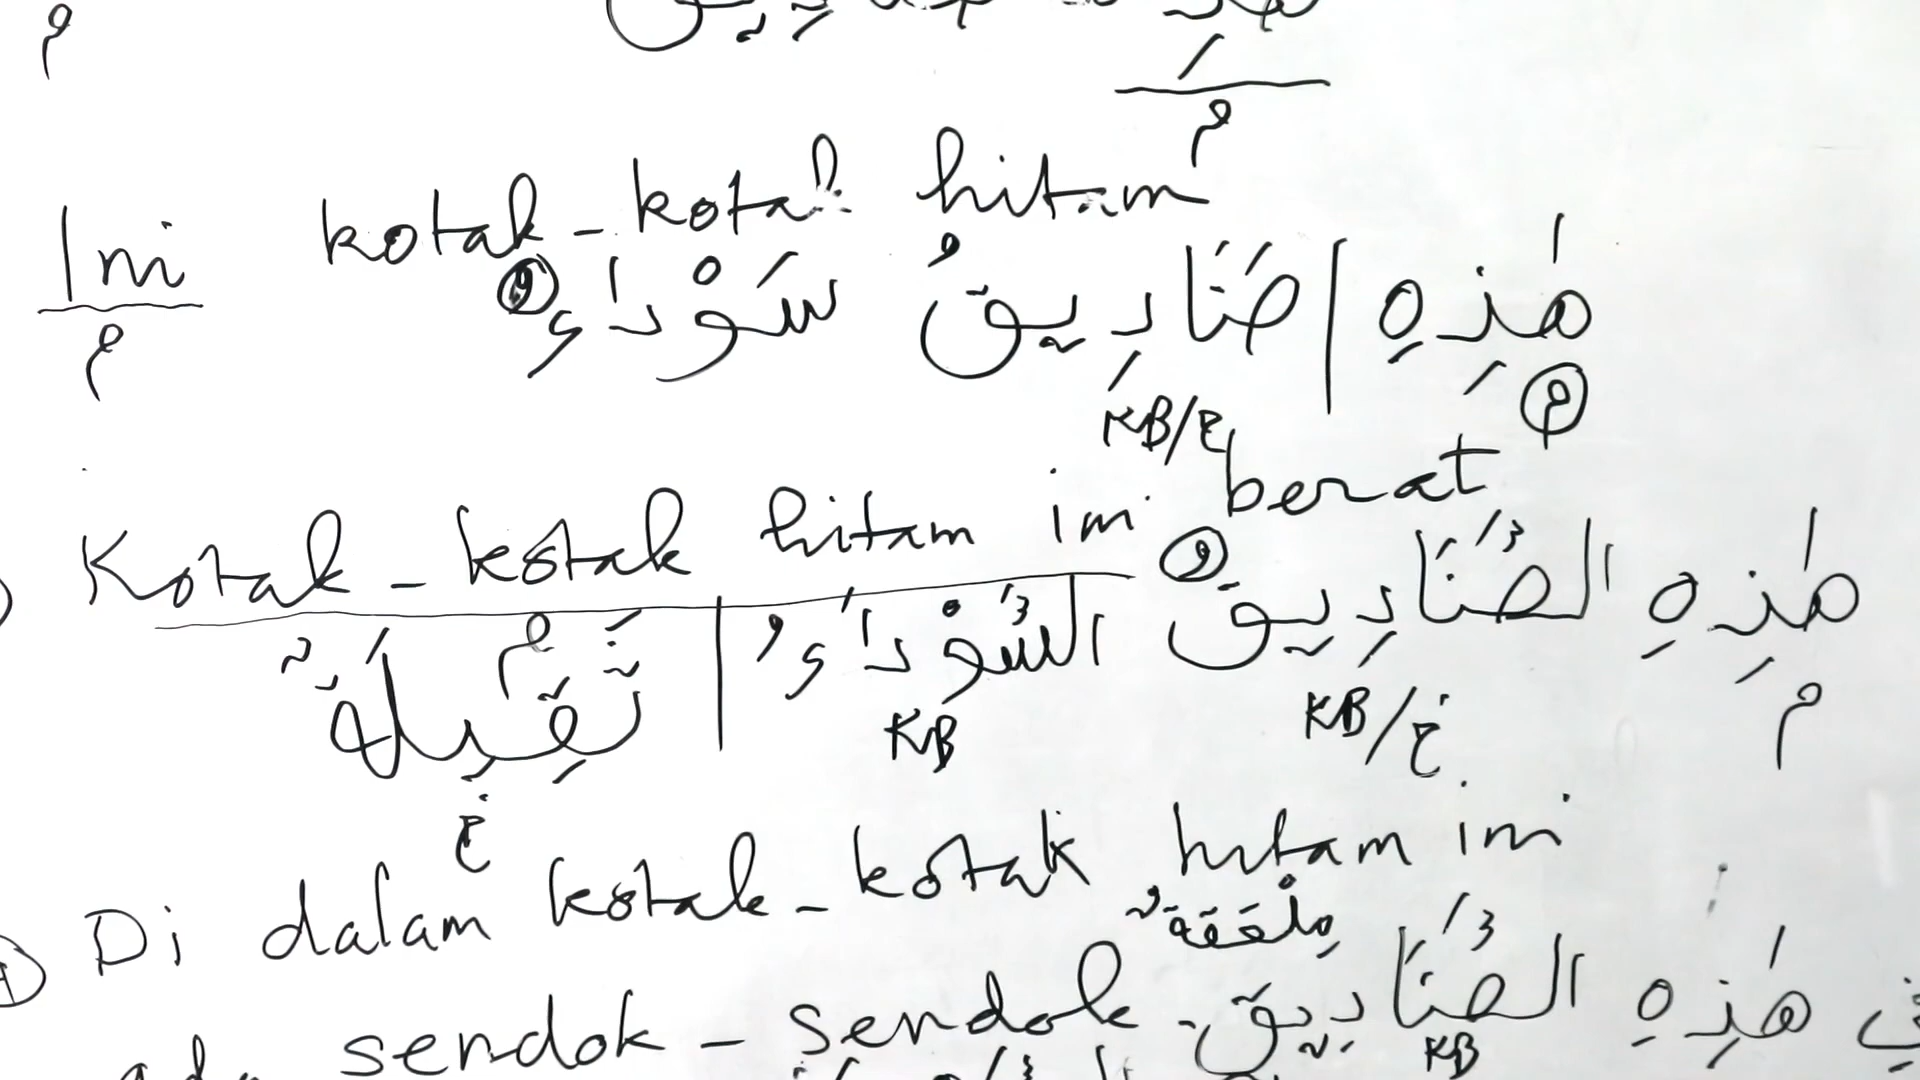 م
م
Ini kotak-kotak hitam
م
هٰذِهِ | صَنَادِيقُ سَوْدَاءُ
م
KB/خ
Kotak-kotak hitam ini berat
هٰذِهِ الصَّنَادِيقُ السَّوْدَاءُ | ثَقِيلَةٌ
م
KB/خ
KB
م
خ
Di dalam kotak-kotak hitam ini
مِلْعَقَةٌ
ada sendok-sendok
هٰذِهِ الصَّنَادِيق
KB